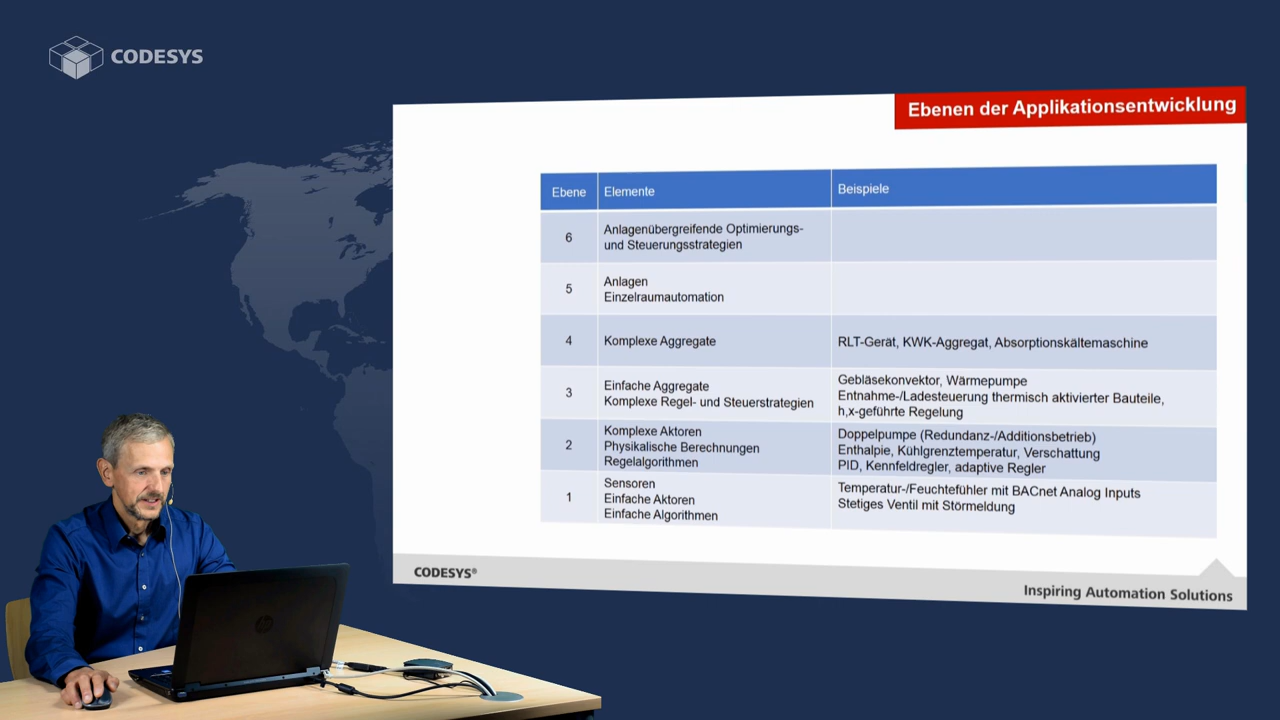 CODESYS
Ebenen der Applikationsentwicklung
Ebene Elemente Beispiele
6 Anlagenübergreifende Optimierungs-
und Steuerungsstrategien
5 Anlagen
Einzelraumautomation
4 Komplexe Aggregate RLT-Gerät, KWK-Aggregat, Absorptionskältemaschine
3 Einfache Aggregate
Komplexe Regel- und Steuerstrategien
Gebläsekonvektor, Wärmepumpe
Entnahme-/Ladesteuerung thermisch aktivierter Bauteile,
h,x-geführte Regelung
2 Komplexe Aktoren
Physikalische Berechnungen
Regelalgorithmen
Doppelpumpe (Redundanz-/Additionsbetrieb)
Enthalpie, Kühlgrenztemperatur, Verschattung
PID, Kennfeldregler, adaptive Regler
1 Sensoren
Einfache Aktoren
Einfache Algorithmen
Temperatur-/Feuchtefühler mit BACnet Analog Inputs
Stetiges Ventil mit Störmeldung
CODESYS®
Inspiring Automation Solutions